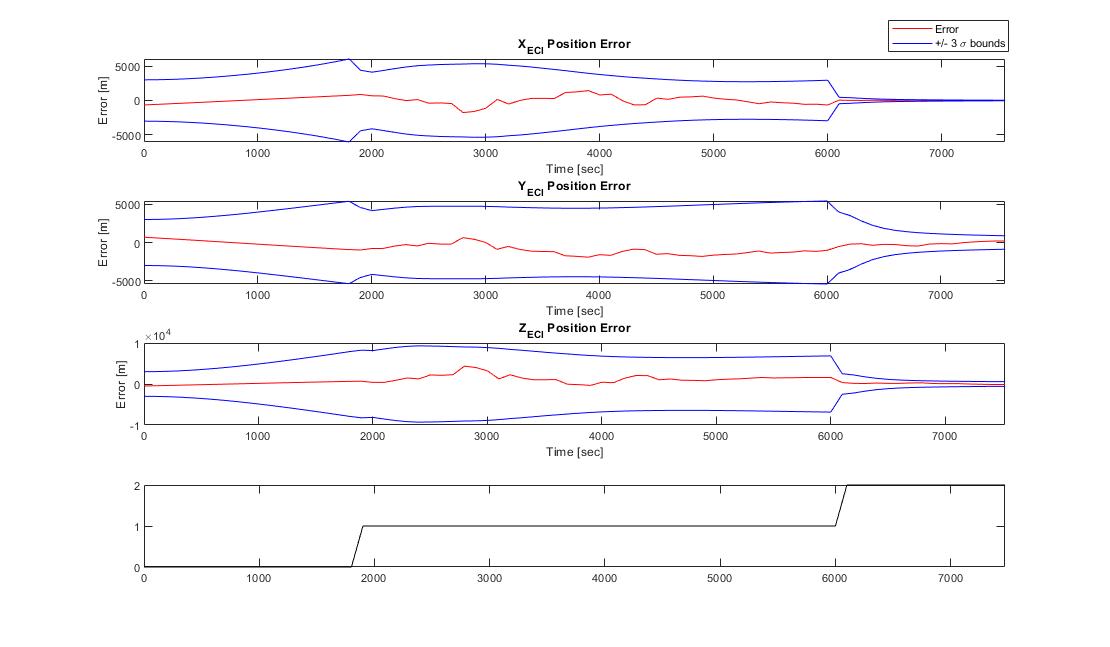 Error
+/- 3 σ bounds
X_ECI Position Error
5000
0
-5000
Error [m]
0 1000 2000 3000 4000 5000 6000 7000
Time [sec]
Y_ECI Position Error
5000
0
-5000
Error [m]
0 1000 2000 3000 4000 5000 6000 7000
Time [sec]
Z_ECI Position Error
×10^4
1
0
-1
Error [m]
0 1000 2000 3000 4000 5000 6000 7000
Time [sec]
2
1
0
0 1000 2000 3000 4000 5000 6000 7000